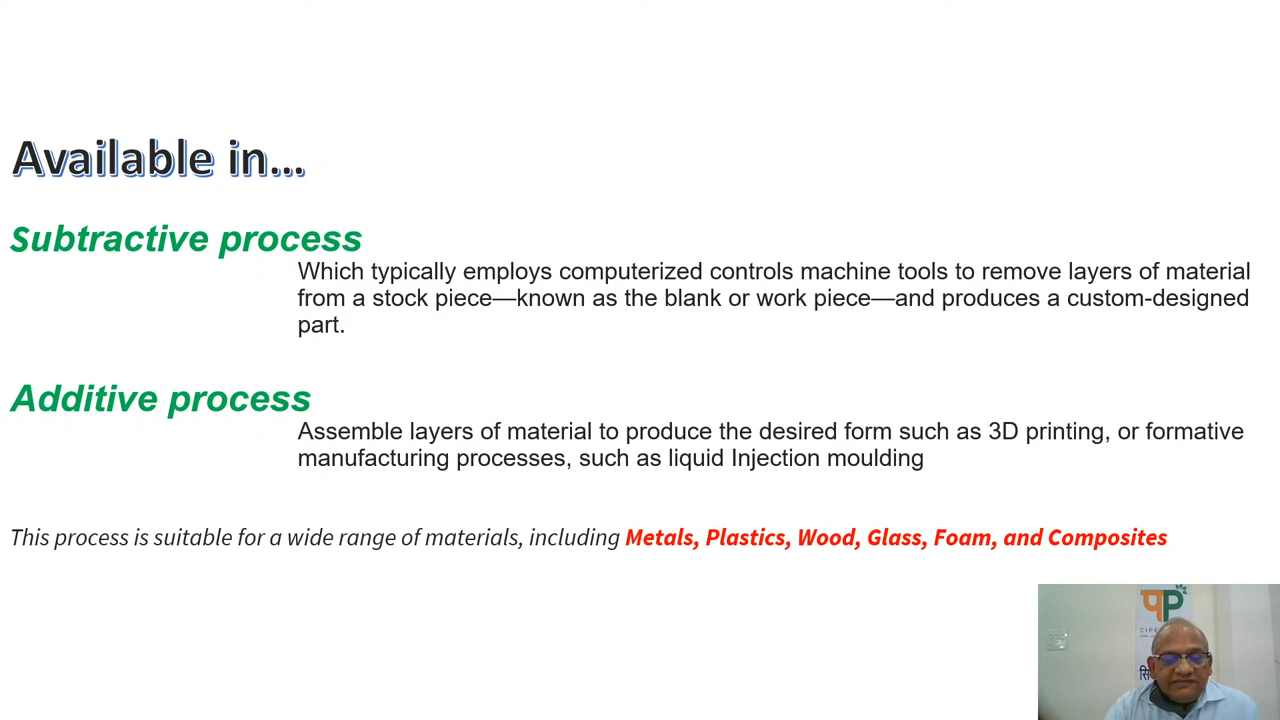 Available in...
Subtractive process
Which typically employs computerized controls machine tools to remove layers of material
from a stock piece—known as the blank or work piece—and produces a custom-designed
part.
Additive process
Assemble layers of material to produce the desired form such as 3D printing, or formative
manufacturing processes, such as liquid Injection moulding
This process is suitable for a wide range of materials, including Metals, Plastics, Wood, Glass, Foam, and Composites